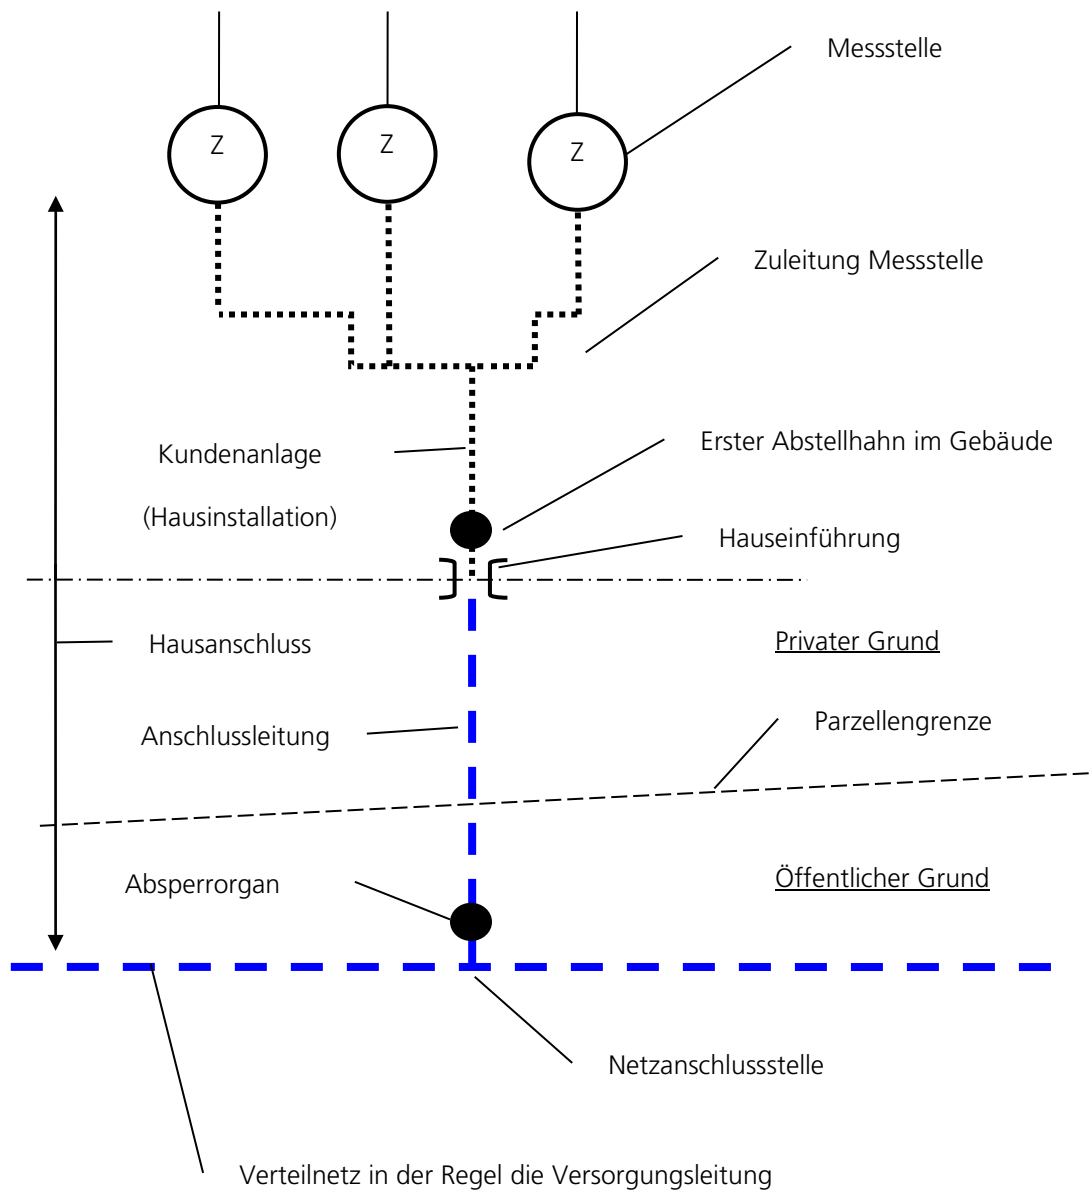 Messstelle
Z
Z
Z
Zuleitung Messstelle
Erster Abstellhahn im Gebäude
Kundenanlage
(Hausinstallation)
Hauseinführung
Hausanschluss
Privater Grund
Parzellengrenze
Anschlussleitung
Absperrorgan
Öffentlicher Grund
Netzanschlussstelle
Verteilnetz in der Regel die Versorgungsleitung